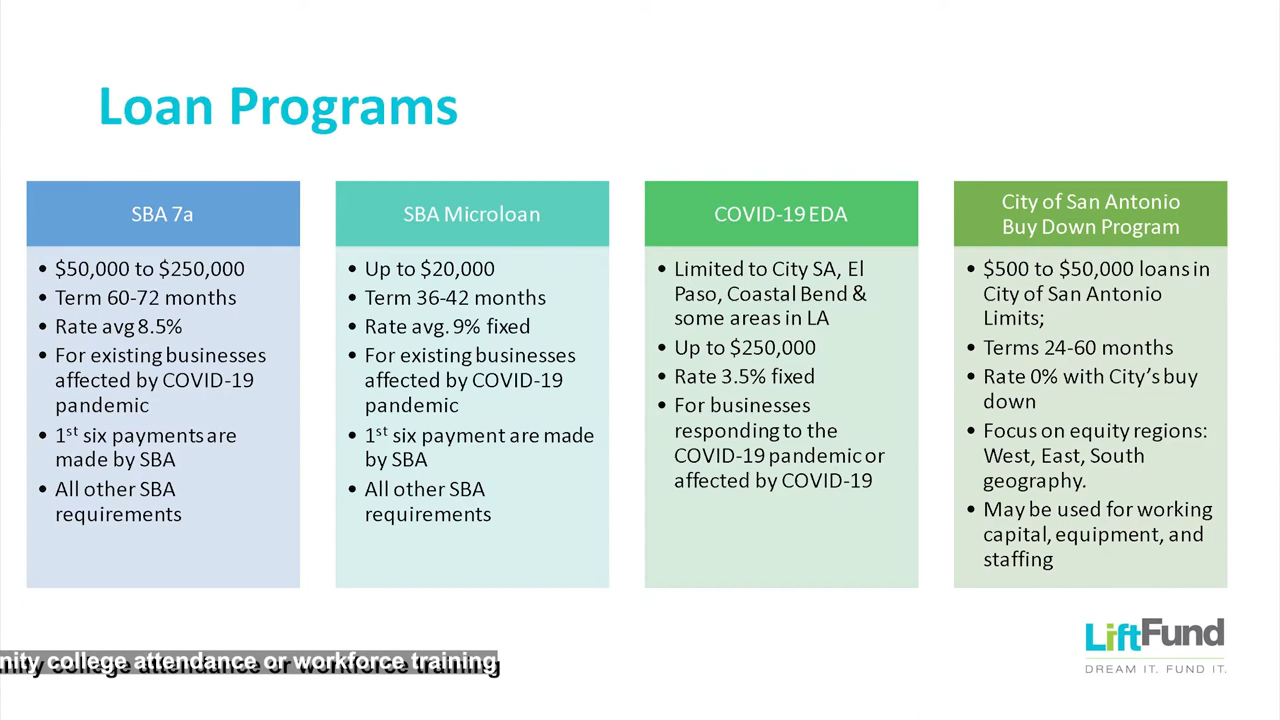 Loan Programs
SBA 7a
• $50,000 to $250,000
• Term 60-72 months
• Rate avg 8.5%
• For existing businesses
affected by COVID-19
pandemic
• 1st six payments are
made by SBA
• All other SBA
requirements
SBA Microloan
• Up to $20,000
• Term 36-42 months
• Rate avg. 9% fixed
• For existing businesses
affected by COVID-19
pandemic
• 1st six payment are made
by SBA
• All other SBA
requirements
COVID-19 EDA
• Limited to City SA, El
Paso, Coastal Bend &
some areas in LA
• Up to $250,000
• Rate 3.5% fixed
• For businesses
responding to the
COVID-19 pandemic or
affected by COVID-19
City of San Antonio
Buy Down Program
• $500 to $50,000 loans in
City of San Antonio
Limits;
• Terms 24-60 months
• Rate 0% with City's buy
down
• Focus on equity regions:
West, East, South
geography.
• May be used for working
capital, equipment, and
staffing
LiftFund
DREAM IT. FUND IT.
nity college attendance or workforce training